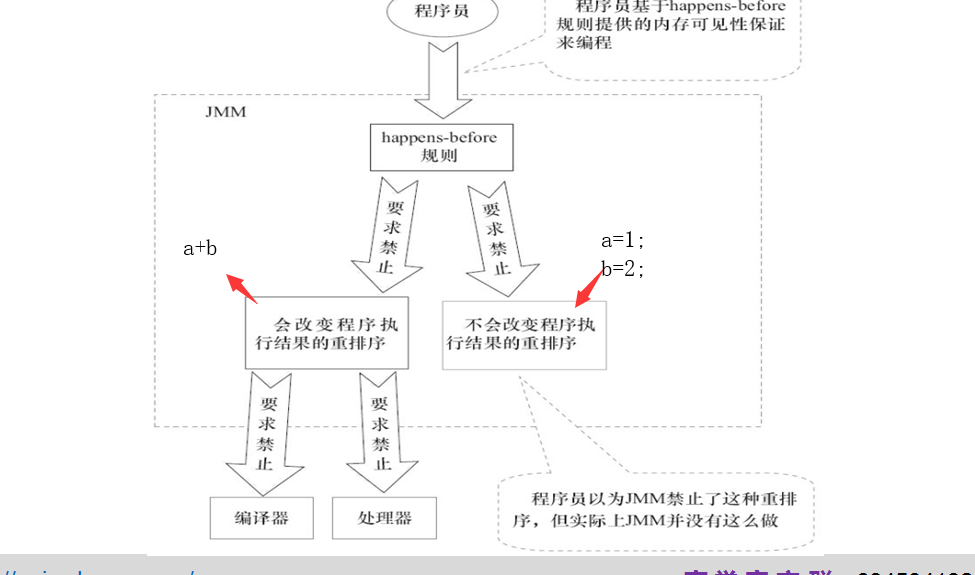 程序员
程序员基于happens-before
规则提供的内存可见性保证
来编程
JMM
happens-before
规则
要求禁止
要求禁止
a+b
a=1;
b=2;
会改变程序执
行结果的重排序
不会改变程序执
行结果的重排序
要求禁止
要求禁止
编译器
处理器
程序员以为JMM禁止了这种重排
序，但实际上JMM并没有这么做